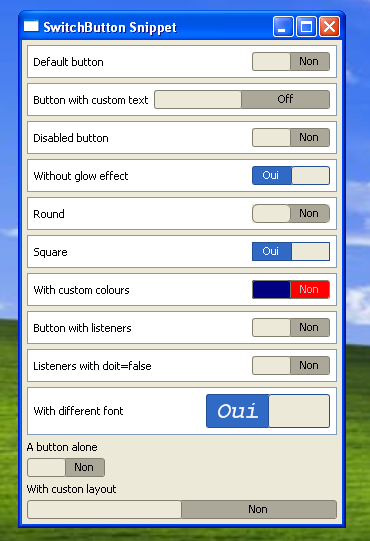 SwitchButton Snippet
Default button Non
Button with custom text Off
Disabled button Non
Without glow effect Oui
Round Non
Square Oui
With custom colours Non
Button with listeners Non
Listeners with doit=false Non
With different font Oui
A button alone
Non
With custon layout
Non